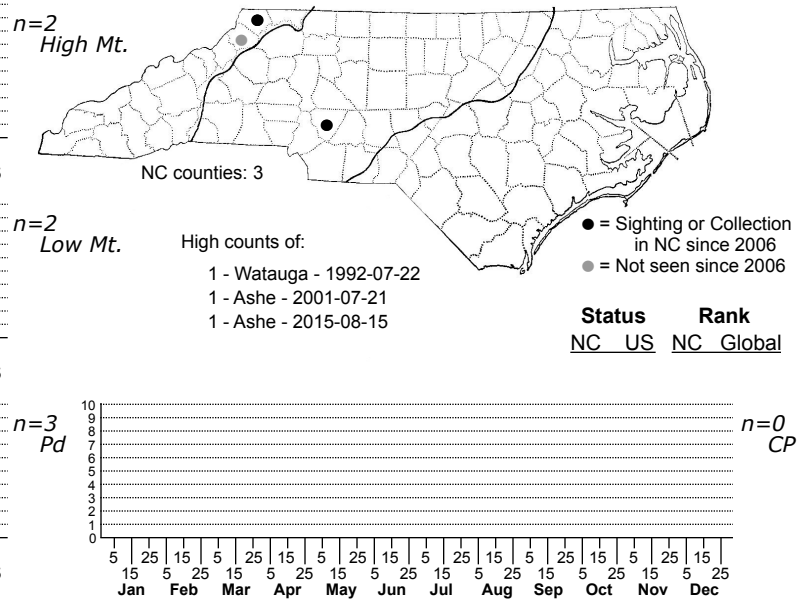 n=2
High Mt.
NC counties: 3
n=2
Low Mt.
High counts of:
1 - Watauga - 1992-07-22
1 - Ashe - 2001-07-21
1 - Ashe - 2015-08-15
= Sighting or Collection
in NC since 2006
= Not seen since 2006
Status Rank
NC US NC Global
n=3
Pd
10
9
8
7
6
5
4
3
2
1
0
n=0
CP
5 25 15 5 25 15 5 25 15 5 25 15 5 25 15 5 25 15
15 5 25 15 5 25 15 5 25 15 5 25 15 5 25 15 5 25
Jan Feb Mar Apr May Jun Jul Aug Sep Oct Nov Dec